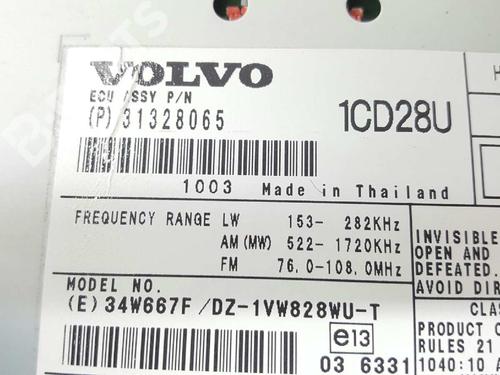 VOLVO
ECU ASSY P/N
(P) 31328065
1CD28U
H
1003 Made in Thailand
FREQUENCY RANGE LW 153- 282KHz
AM (MW) 522-1720KHz
FM 76.0-108.0MHz
INVISIBLE
OPEN AND
DEFEATED.
AVOID DIR
MODEL NO.
(E) 34W667F/DZ-1VW828WU-T
e13
03 6331
CLAS
PRODUCT C
RULES 21
1040:10 A